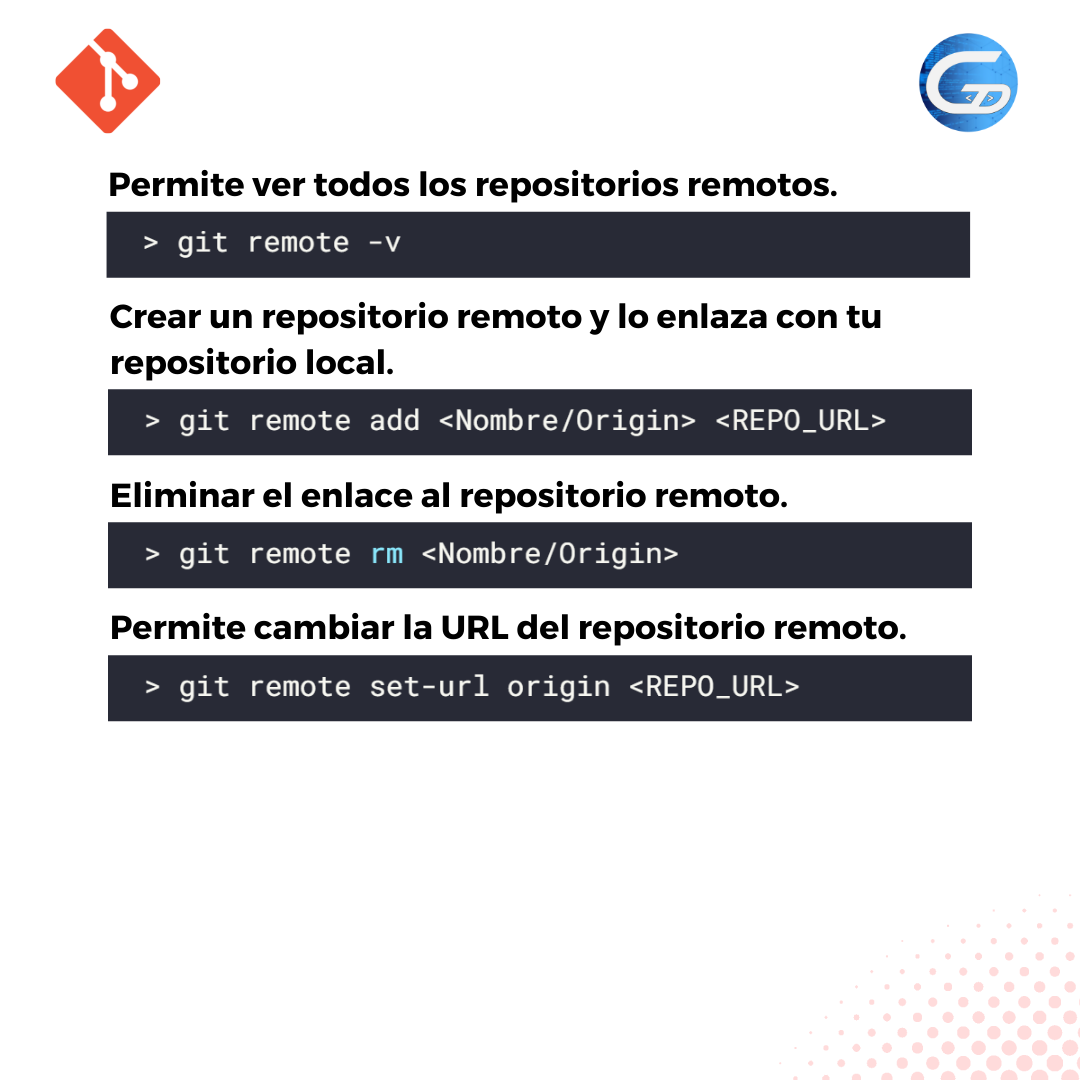 Permite ver todos los repositorios remotos.
> git remote -v
Crear un repositorio remoto y lo enlaza con tu
repositorio local.
> git remote add <Nombre/Origin> <REPO_URL>
Eliminar el enlace al repositorio remoto.
> git remote rm <Nombre/Origin>
Permite cambiar la URL del repositorio remoto.
> git remote set-url origin <REPO_URL>